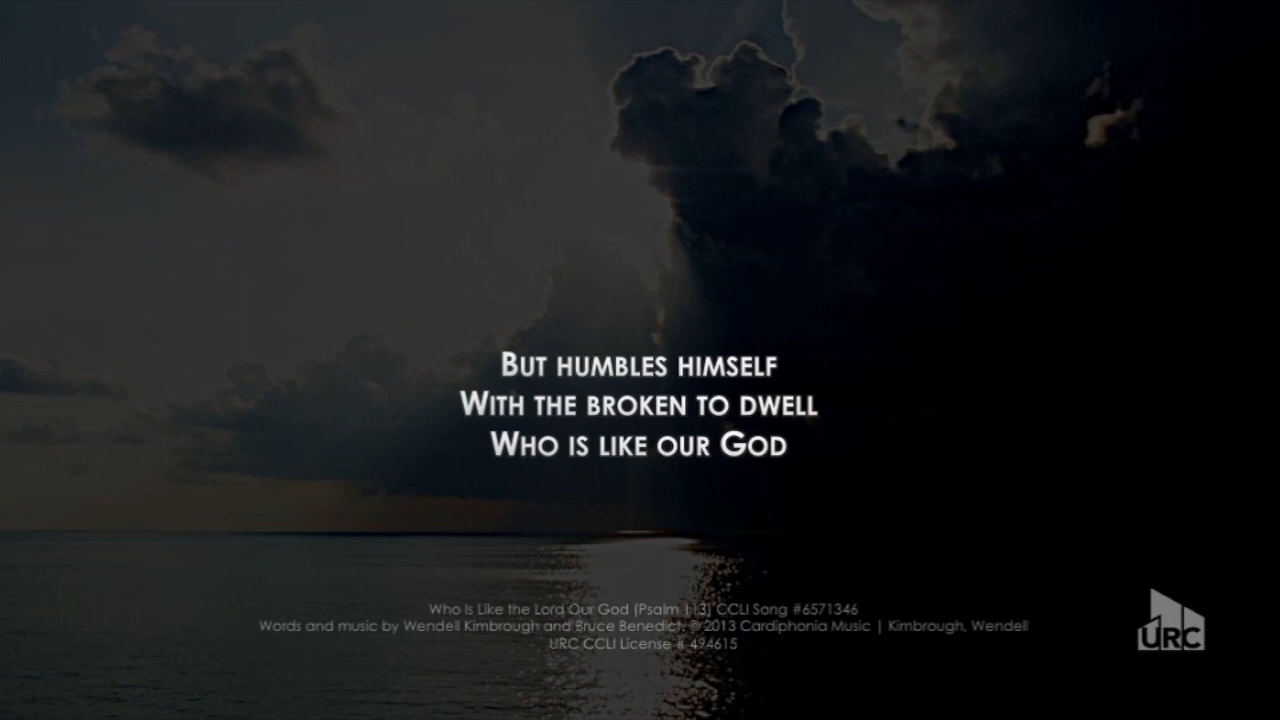 But humbles himself
With the broken to dwell
Who is like our God
Who Is Like the Lord Our God (Psalm 113) CCLI Song #6571346
Words and music by Wendell Kimbrough and Bruce Benedict. © 2013 Cardiphonia Music | Kimbrough, Wendell
URC CCLI License # 494615
URC